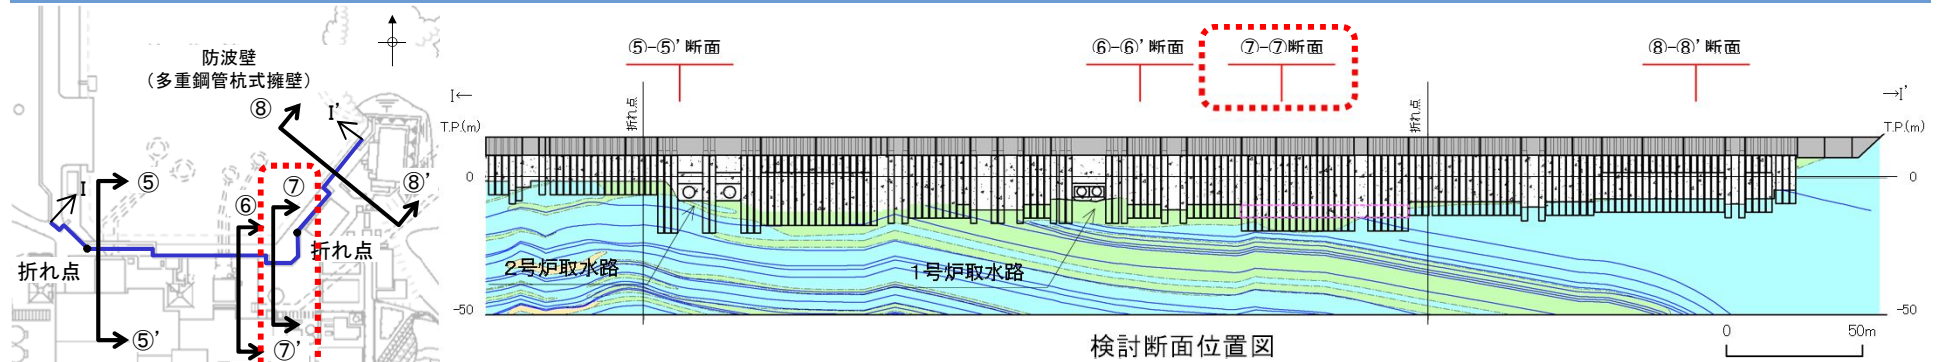 防波壁
（多重鋼管杭式擁壁）
⑧
I'
I
⑤
⑦
⑥
⑧'
折れ点
折れ点
⑤'
⑦'
⑤-⑤'断面
⑥-⑥'断面
⑦-⑦断面
⑧-⑧'断面
I←
→I'
折れ点
折れ点
T.P.(m)
T.P.(m)
0
0
2号炉取水路
1号炉取水路
-50
-50
検討断面位置図
0
50m